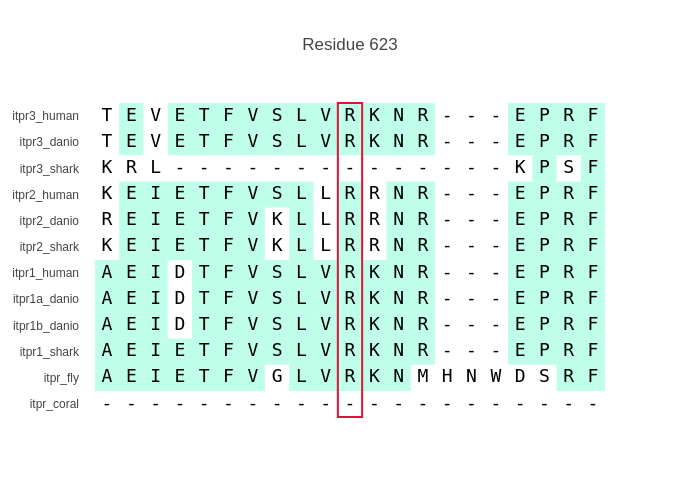 Residue 623
itpr3_human T E V E T F V S L V R K N R - - - E P R F
itpr3_danio T E V E T F V S L V R K N R - - - E P R F
itpr3_shark K R L - - - - - - - - - - - - - - K P S F
itpr2_human K E I E T F V S L L R R N R - - - E P R F
itpr2_danio R E I E T F V K L L R R N R - - - E P R F
itpr2_shark K E I E T F V K L L R R N R - - - E P R F
itpr1_human A E I D T F V S L V R K N R - - - E P R F
itpr1a_danio A E I D T F V S L V R K N R - - - E P R F
itpr1b_danio A E I D T F V S L V R K N R - - - E P R F
itpr1_shark A E I E T F V S L V R K N R - - - E P R F
itpr_fly A E I E T F V G L V R K N M H N W D S R F
itpr_coral - - - - - - - - - - - - - - - - - - - - -